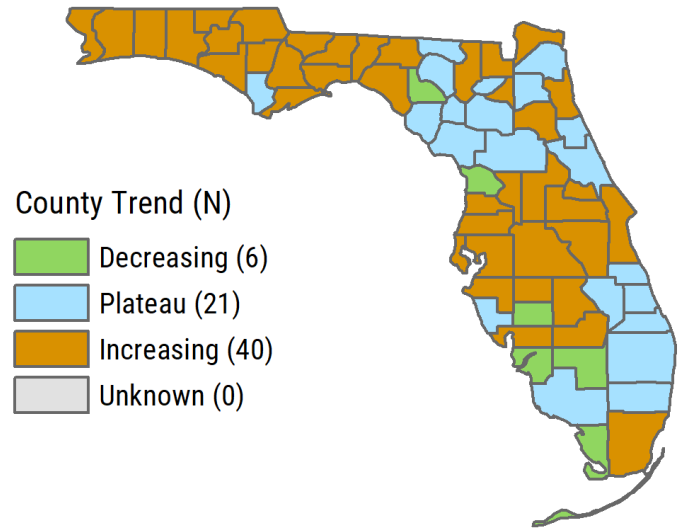 County Trend (N)
Decreasing (6)
Plateau (21)
Increasing (40)
Unknown (0)